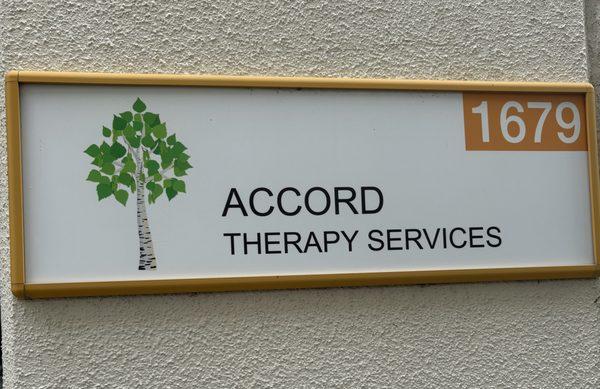 1679
ACCORD
THERAPY SERVICES